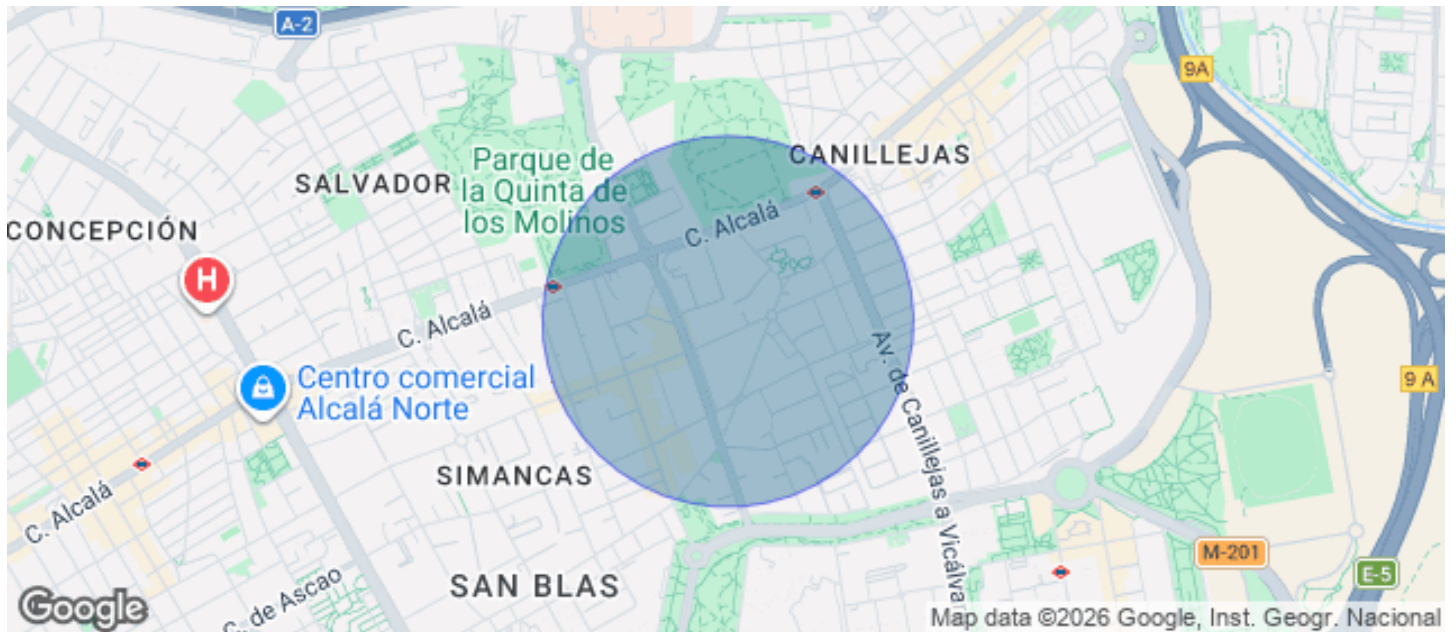 A-2
9A
CANILLEJAS
Parque de
la Quinta de
los Molinos
SALVADOR
C. Alcalá
CONCEPCIÓN
H
C. Alcalá
Centro comercial
Alcalá Norte
Av. de Canillejas a Vicálvar
9 A
SIMANCAS
C. Alcalá
M-201
E-5
SAN BLAS
C. de Ascao
Google
Map data ©2026 Google, Inst. Geogr. Nacional